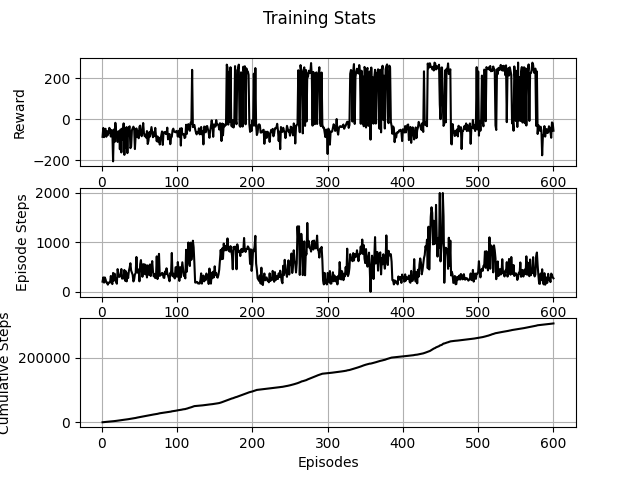 Training Stats
200
0
−200
Reward
0 100 200 300 400 500 600
2000
1000
0
Episode Steps
0 100 200 300 400 500 600
200000
0
Cumulative Steps
0 100 200 300 400 500 600
Episodes